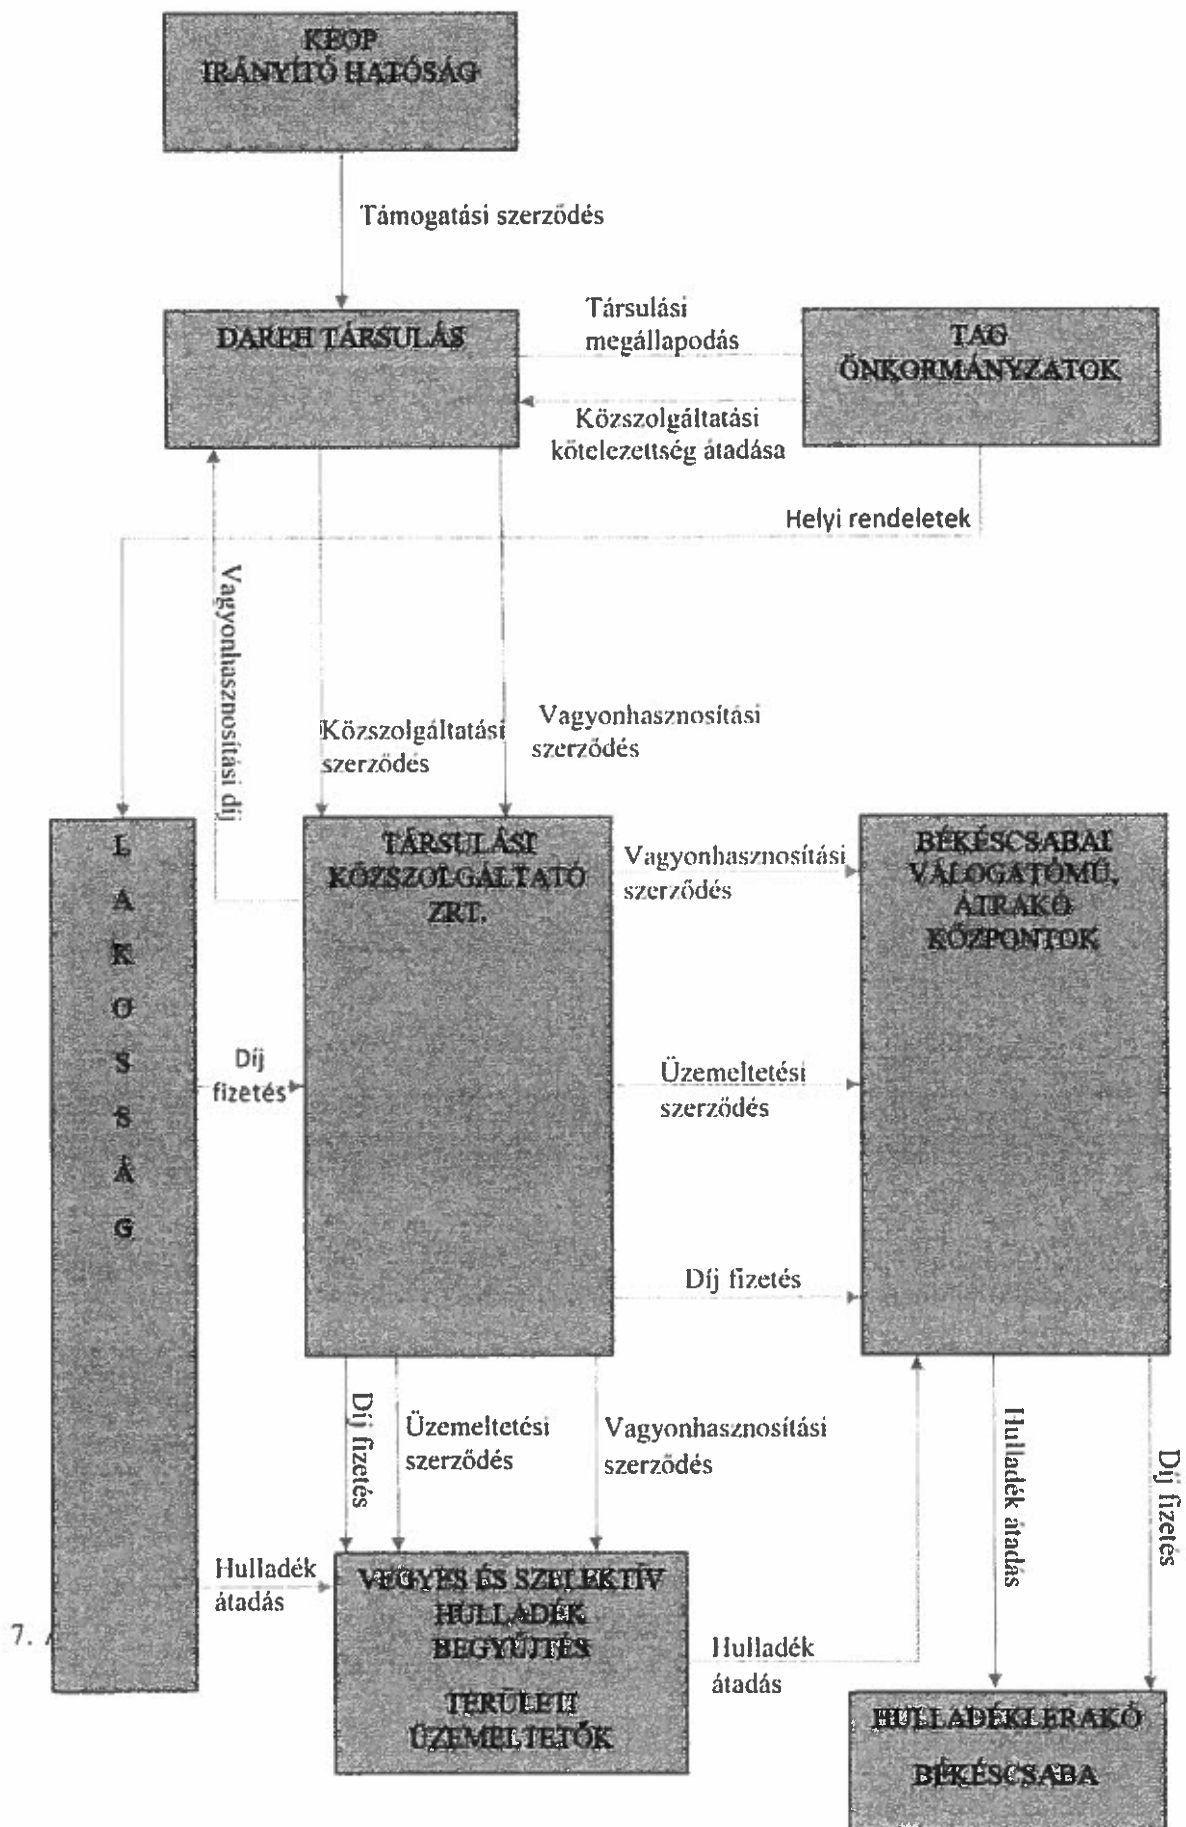 KEOP
IRÁNYÍTÓ HATÓSÁG
Támogatási szerződés
DAREH TÁRSULÁS
Társulási
megállapodás
TAG
ÖNKORMÁNYZATOK
Közszolgáltatási
kötelezettség átadása
Helyi rendeletek
Vagyonhasznosítási díj
Közszolgáltatási
szerződés
Vagyonhasznosítási
szerződés
L
A
K
O
S
S
Á
G
TÁRSULÁSI
KÖZSZOLGÁLTATÓ
ZRT.
Vagyonhasznosítási
szerződés
BÉKÉSCSABAI
VÁLOGATÓMŰ,
ÁTRAKÓ
KÖZPONTOK
Díj
fizetés
Üzemeltetési
szerződés
Díj fizetés
Díj fizetés
Üzemeltetési
szerződés
Vagyonhasznosítási
szerződés
Hulladék átadás
Díj fizetés
Hulladék
átadás
VEGYES ÉS SZELEKTÍV
HULLADÉK
BEGYŰJTÉS
TERÜLETI
ÜZEMELTETŐK
Hulladék
átadás
7.
HULLADÉKLERAKÓ
BÉKÉSCSABA